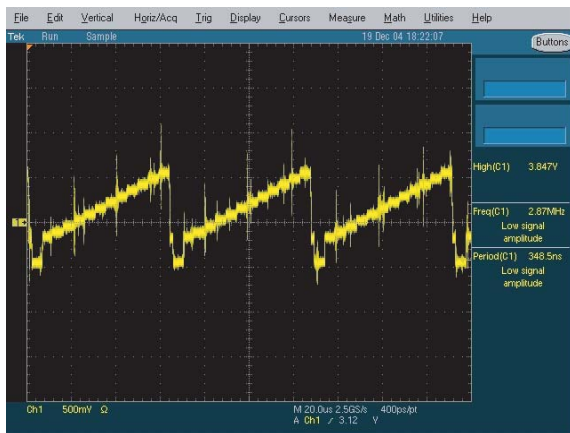 File Edit Vertical Horiz/Acq Trig Display Cursors Measure Math Utilities Help
Tek Run Sample 19 Dec 04 18:22:07
Buttons
High(C1) 3.847V
Freq(C1) 2.87MHz
Low signal
amplitude
Period(C1) 348.5ns
Low signal
amplitude
1
Ch1 500mV Ω M 20.0us 2.5GS/s 400ps/pt
A Ch1 / 3.12 V